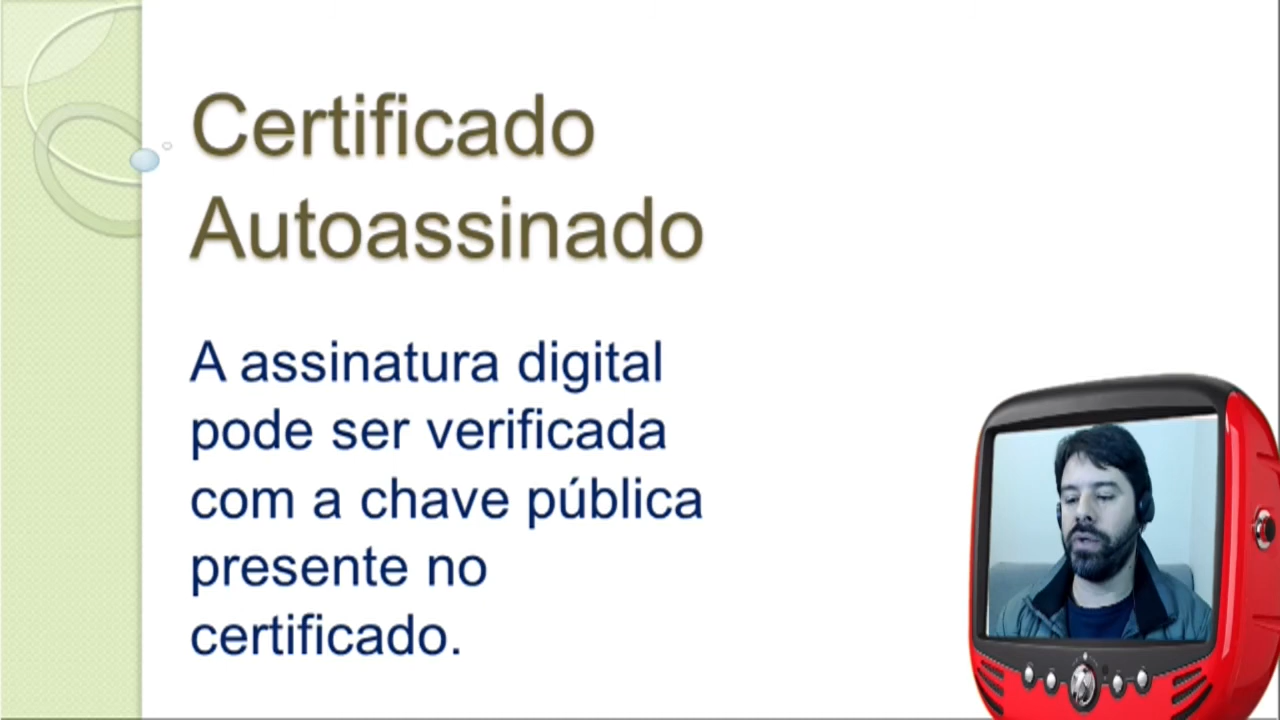 Certificado
Autoassinado
A assinatura digital
pode ser verificada
com a chave pública
presente no
certificado.